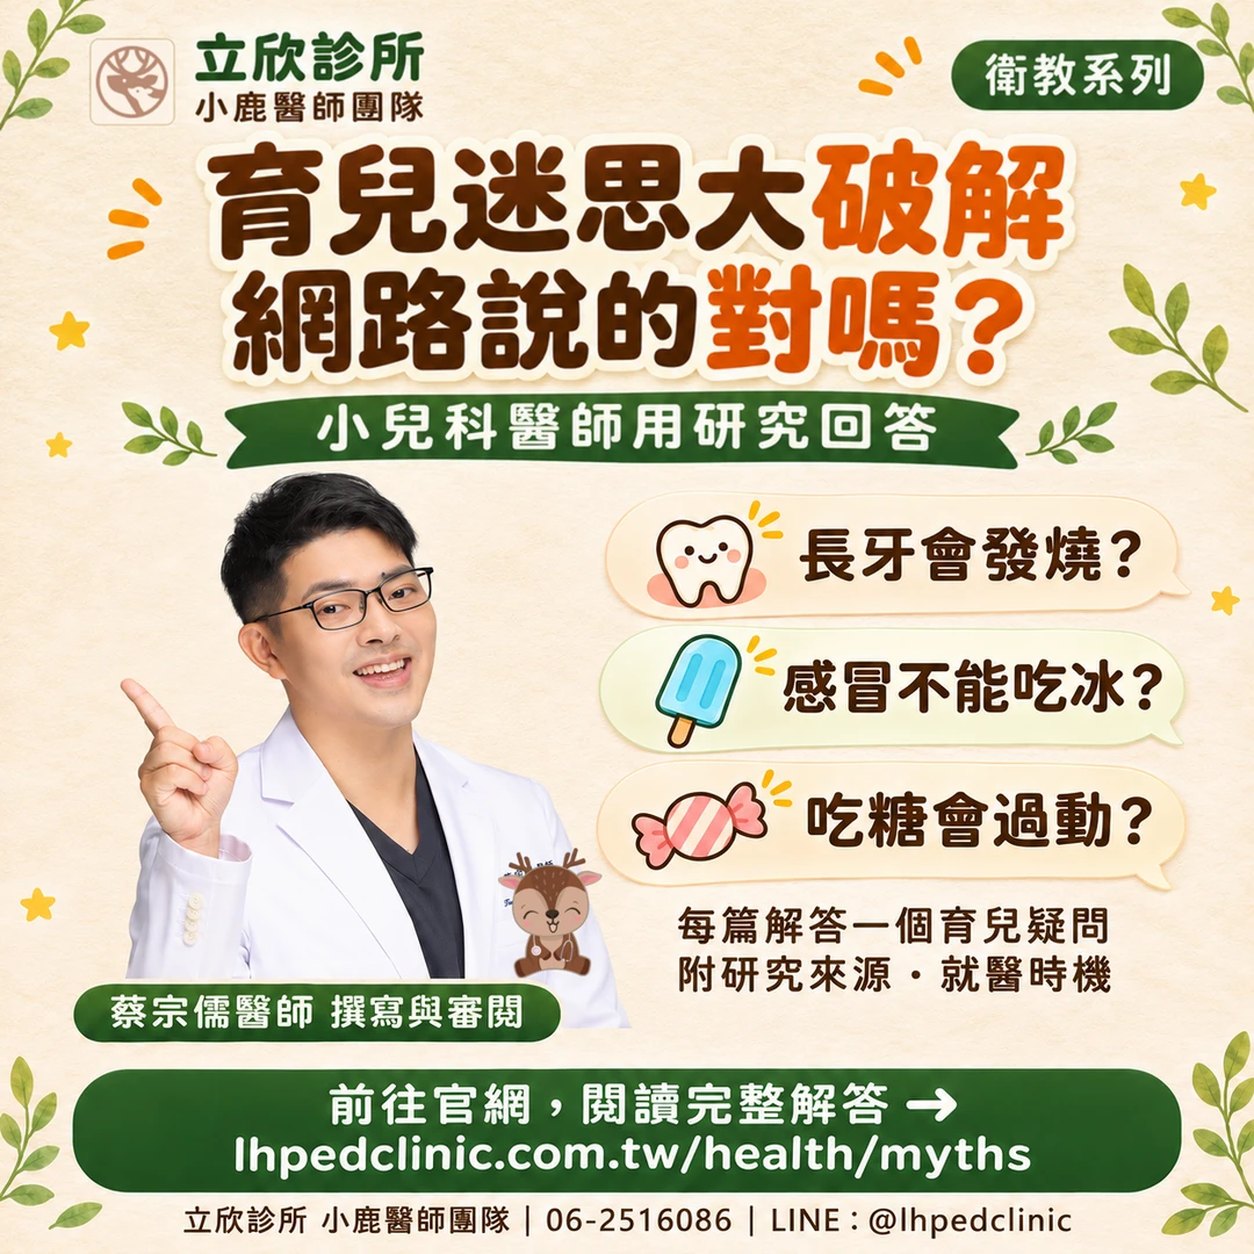 立欣診所
小鹿醫師團隊
衛教系列
育兒迷思大破解
網路說的對嗎？
小兒科醫師用研究回答
長牙會發燒？
感冒不能吃冰？
吃糖會過動？
每篇解答一個育兒疑問
附研究來源・就醫時機
蔡宗儒醫師 撰寫與審閱
前往官網，閱讀完整解答 →
lhpedclinic.com.tw/health/myths
立欣診所 小鹿醫師團隊 | 06-2516086 | LINE：@lhpedclinic